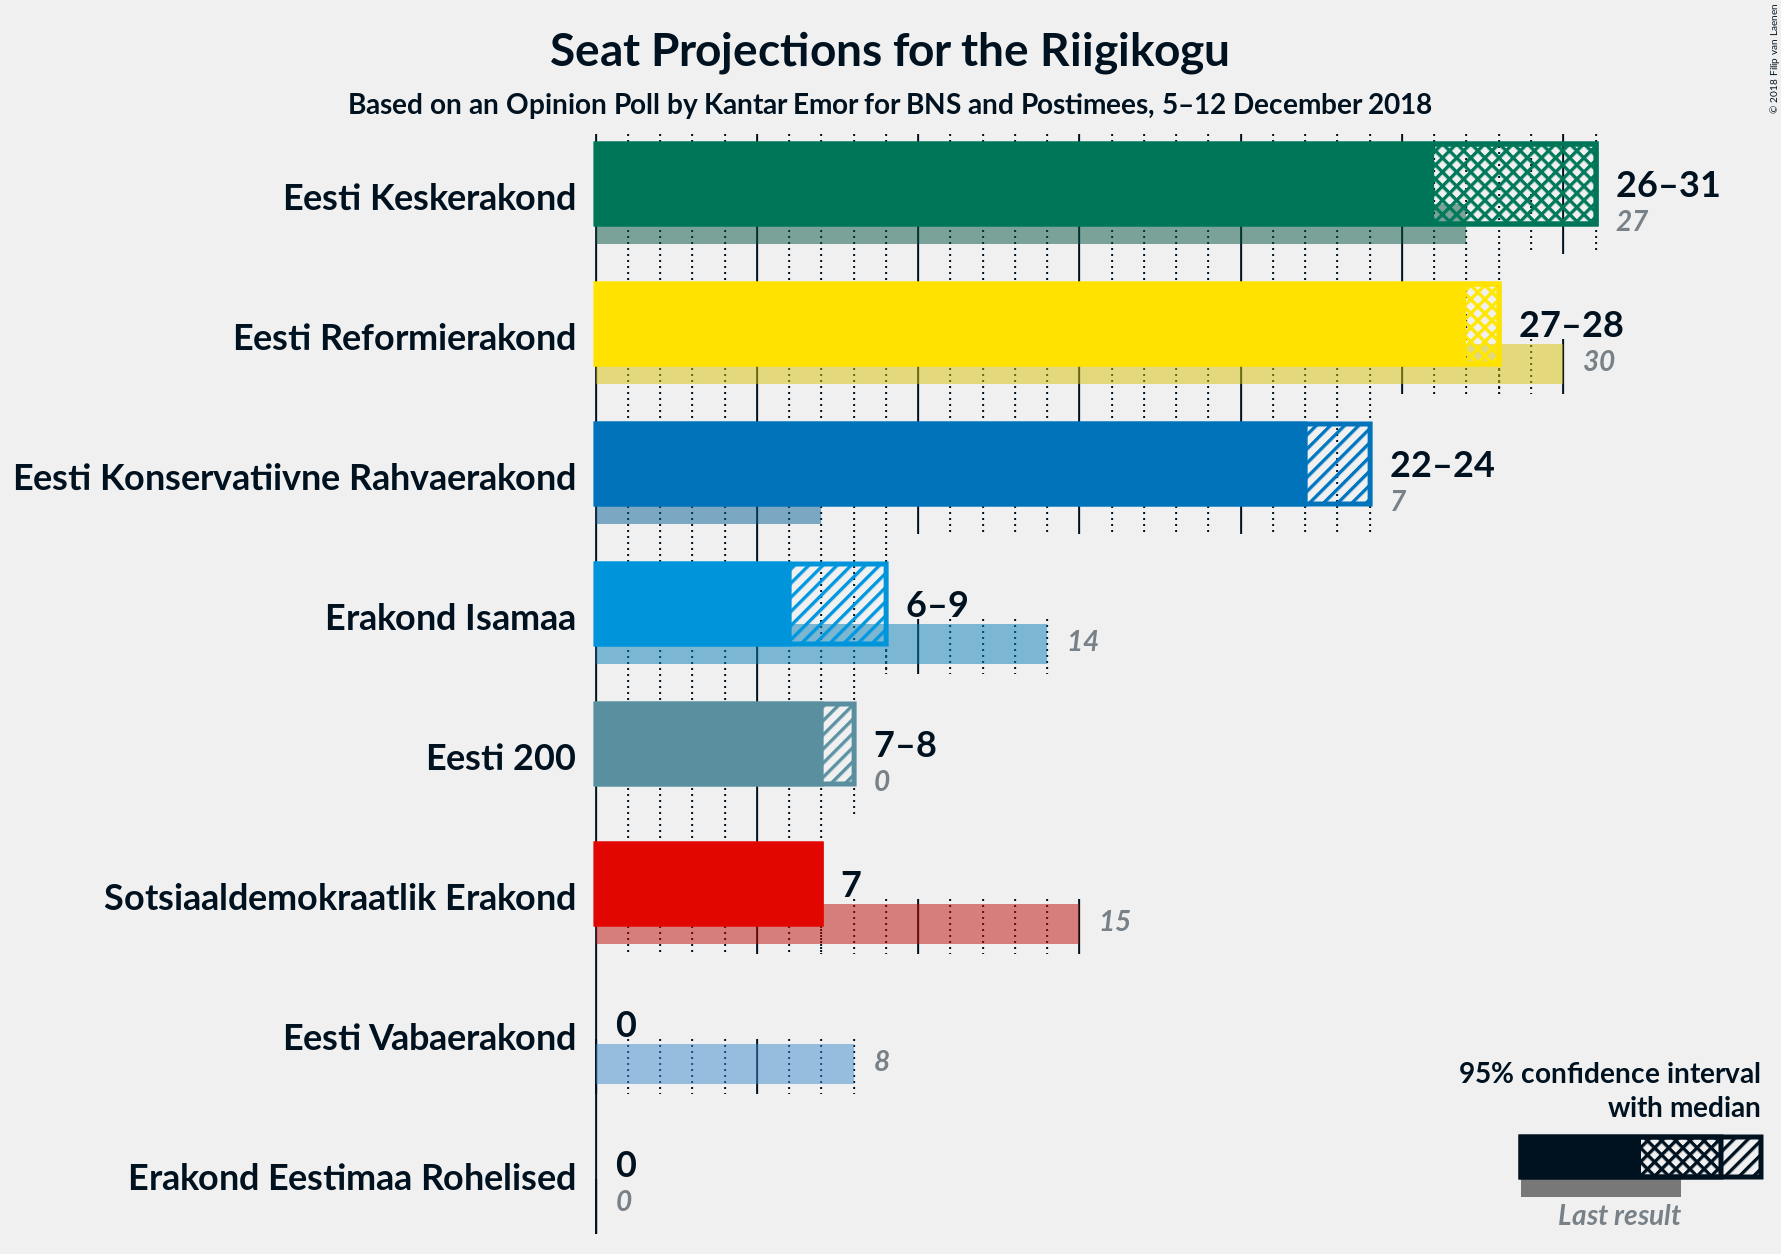 Seat Projections for the Riigikogu
Based on an Opinion Poll by Kantar Emor for BNS and Postimees, 5–12 December 2018
© 2018 Filip van Laenen
Eesti Keskerakond
26–31
27
Eesti Reformierakond
27–28
30
Eesti Konservatiivne Rahvaerakond
22–24
7
Erakond Isamaa
6–9
14
Eesti 200
7–8
0
Sotsiaaldemokraatlik Erakond
7
15
Eesti Vabaerakond
0
8
Erakond Eestimaa Rohelised
0
0
95% confidence interval
with median
Last result